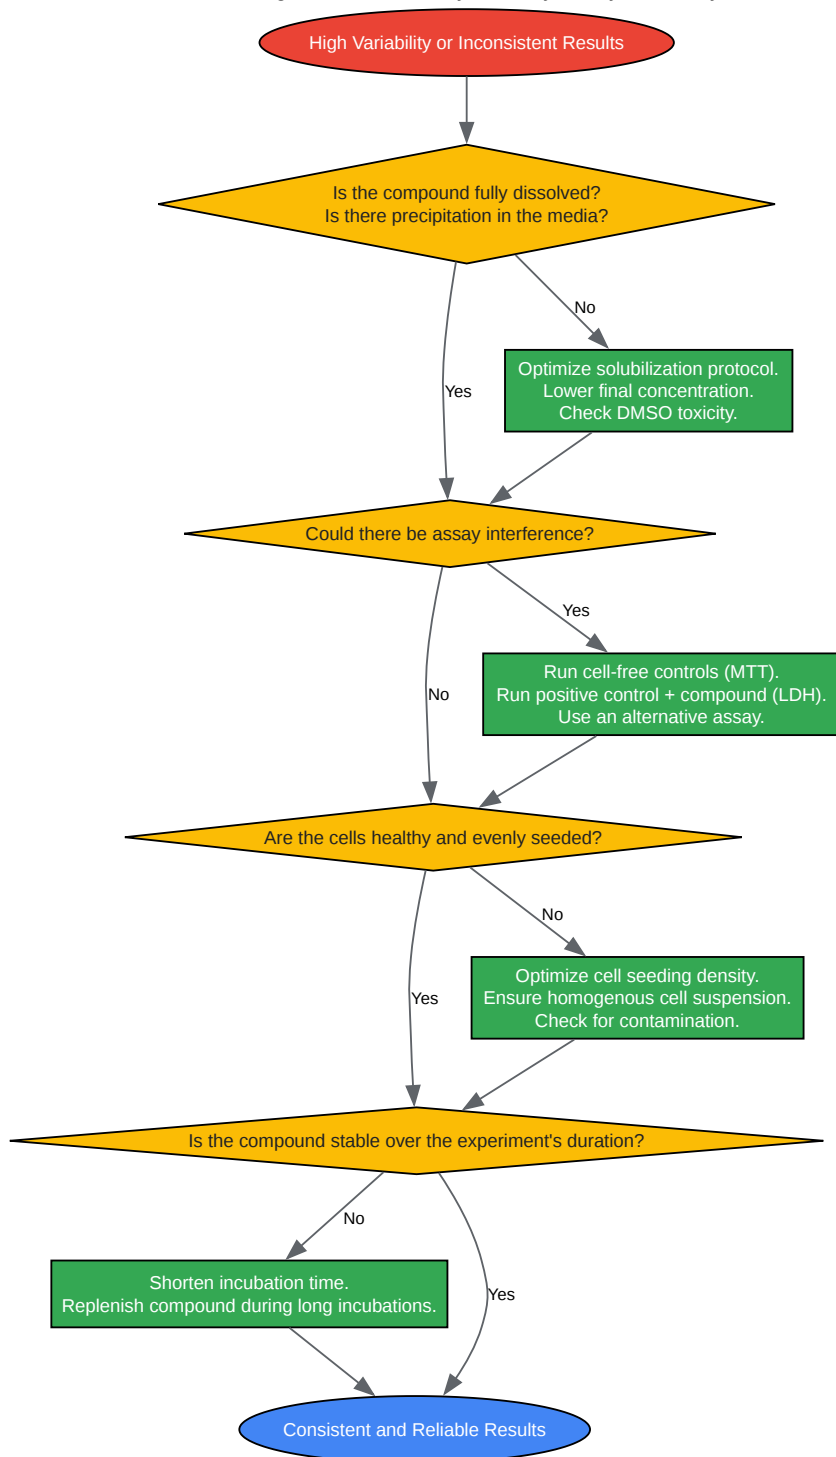 High Variability or Inconsistent Results
Is the compound fully dissolved?
Is there precipitation in the media?
No
Optimize solubilization protocol.
Lower final concentration.
Check DMSO toxicity.
Yes
Could there be assay interference?
Yes
Run cell-free controls (MTT).
Run positive control + compound (LDH).
Use an alternative assay.
No
Are the cells healthy and evenly seeded?
No
Optimize cell seeding density.
Ensure homogenous cell suspension.
Check for contamination.
Yes
Is the compound stable over the experiment's duration?
No
Shorten incubation time.
Replenish compound during long incubations.
Yes
Consistent and Reliable Results